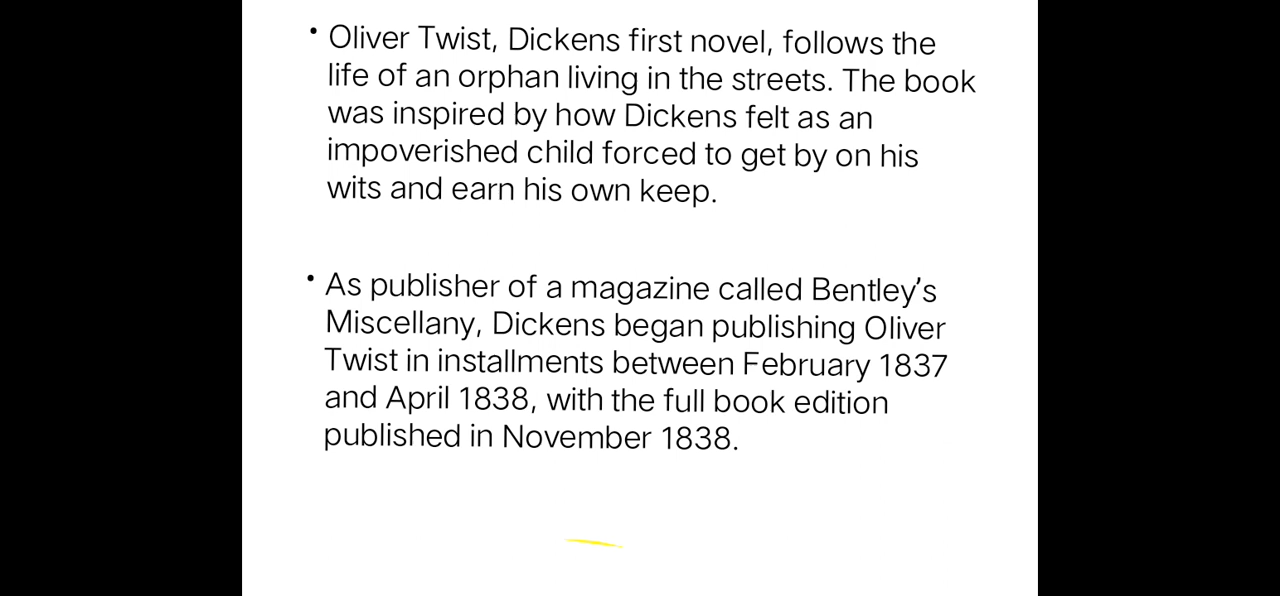 • Oliver Twist, Dickens first novel, follows the
life of an orphan living in the streets. The book
was inspired by how Dickens felt as an
impoverished child forced to get by on his
wits and earn his own keep.
• As publisher of a magazine called Bentley's
Miscellany, Dickens began publishing Oliver
Twist in installments between February 1837
and April 1838, with the full book edition
published in November 1838.